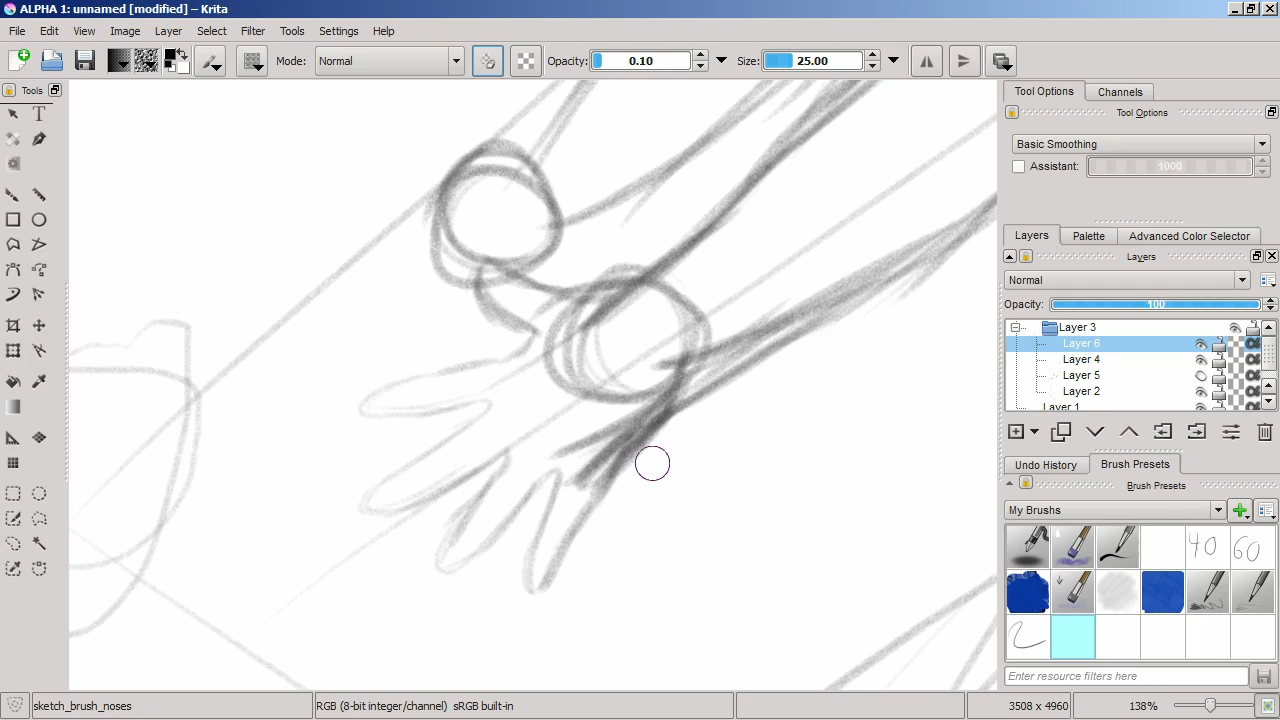 ALPHA 1: unnamed [modified] – Krita
File Edit View Image Layer Select Filter Tools Settings Help
Mode: Normal Opacity: 0.10 Size: 25.00
Tools
Tool Options Channels
Tool Options
Basic Smoothing
Assistant: 1000
Layers Palette Advanced Color Selector
Layers
Normal
Opacity: 100
Layer 3
Layer 6
Layer 4
Layer 5
Layer 2
Layer 1
Undo History Brush Presets
Brush Presets
My Brushes
40 60
Enter resource filters here
sketch_brush_noses RGB (8-bit integer/channel) sRGB built-in 3508 x 4960 138%